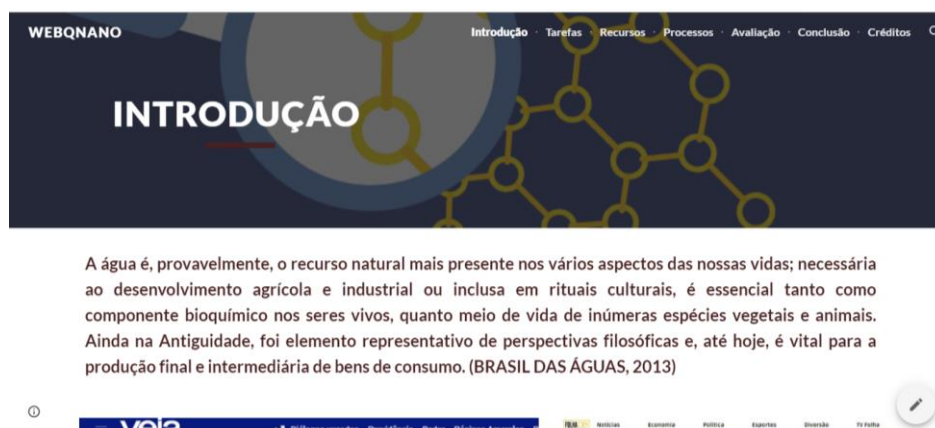 WEBQNANO
Introdução · Tarefas · Recursos · Processos · Avaliação · Conclusão · Créditos
INTRODUÇÃO
A água é, provavelmente, o recurso natural mais presente nos vários aspectos das nossas vidas; necessária
ao desenvolvimento agrícola e industrial ou inclusa em rituais culturais, é essencial tanto como
componente bioquímico nos seres vivos, quanto meio de vida de inúmeras espécies vegetais e animais.
Ainda na Antiguidade, foi elemento representativo de perspectivas filosóficas e, até hoje, é vital para a
produção final e intermediária de bens de consumo. (BRASIL DAS ÁGUAS, 2013)
veja
Notícias Economia Política Esportes Diversão TV Folha